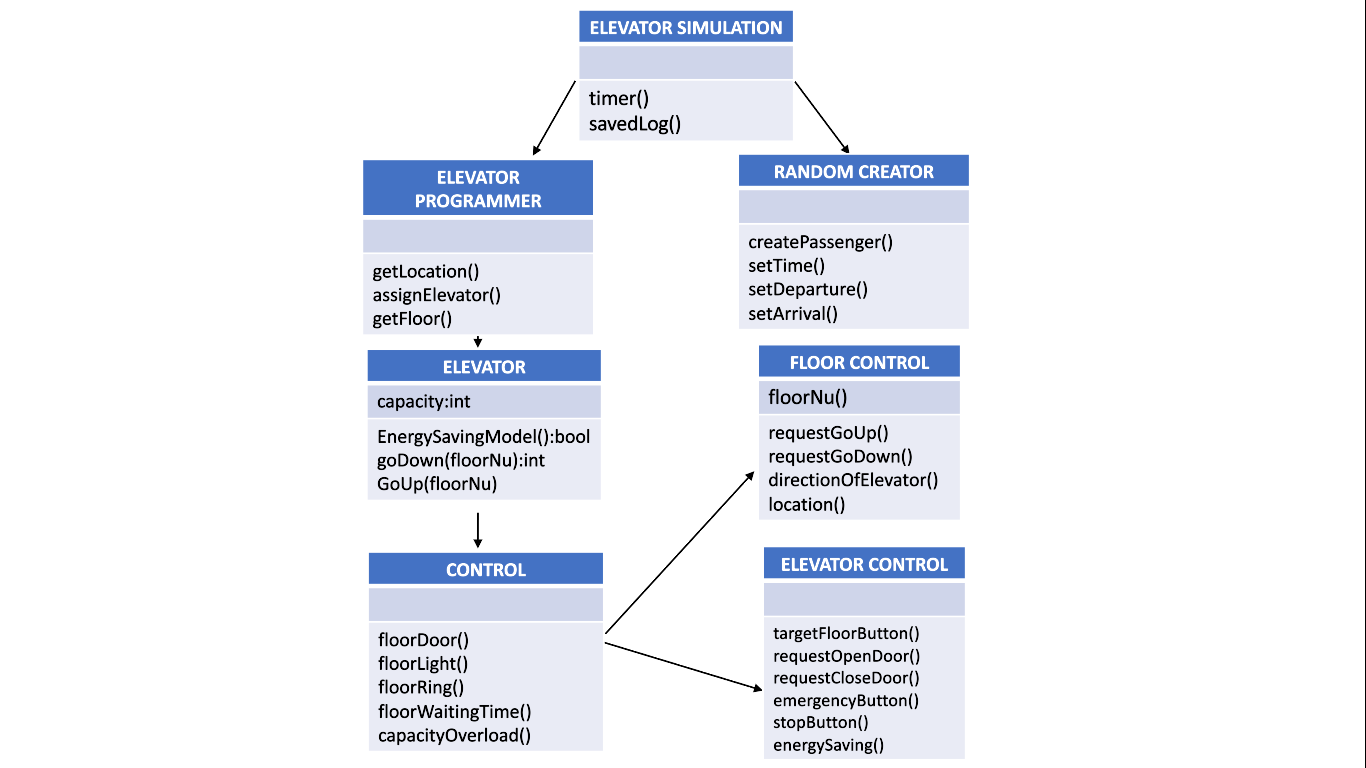 ELEVATOR SIMULATION
timer()
savedLog()
ELEVATOR
PROGRAMMER
getLocation()
assignElevator()
getFloor()
RANDOM CREATOR
createPassenger()
setTime()
setDeparture()
setArrival()
ELEVATOR
capacity:int
EnergySavingModel():bool
goDown(floorNu):int
GoUp(floorNu)
FLOOR CONTROL
floorNu()
requestGoUp()
requestGoDown()
directionOfElevator()
location()
CONTROL
floorDoor()
floorLight()
floorRing()
floorWaitingTime()
capacityOverload()
ELEVATOR CONTROL
targetFloorButton()
requestOpenDoor()
requestCloseDoor()
emergencyButton()
stopButton()
energySaving()